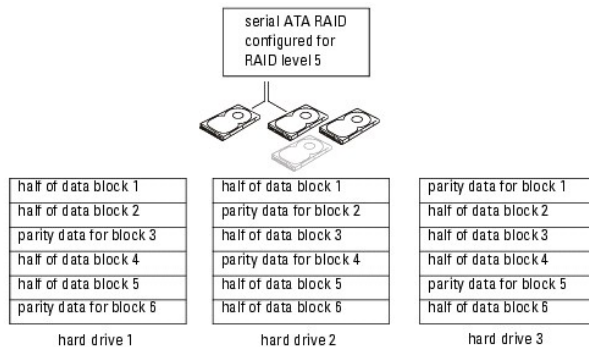 serial ATA RAID
configured for
RAID level 5
half of data block 1
half of data block 2
parity data for block 3
half of data block 4
half of data block 5
parity data for block 6
hard drive 1
half of data block 1
parity data for block 2
half of data block 3
parity data for block 4
half of data block 5
half of data block 6
hard drive 2
parity data for block 1
half of data block 2
half of data block 3
half of data block 4
parity data for block 5
half of data block 6
hard drive 3